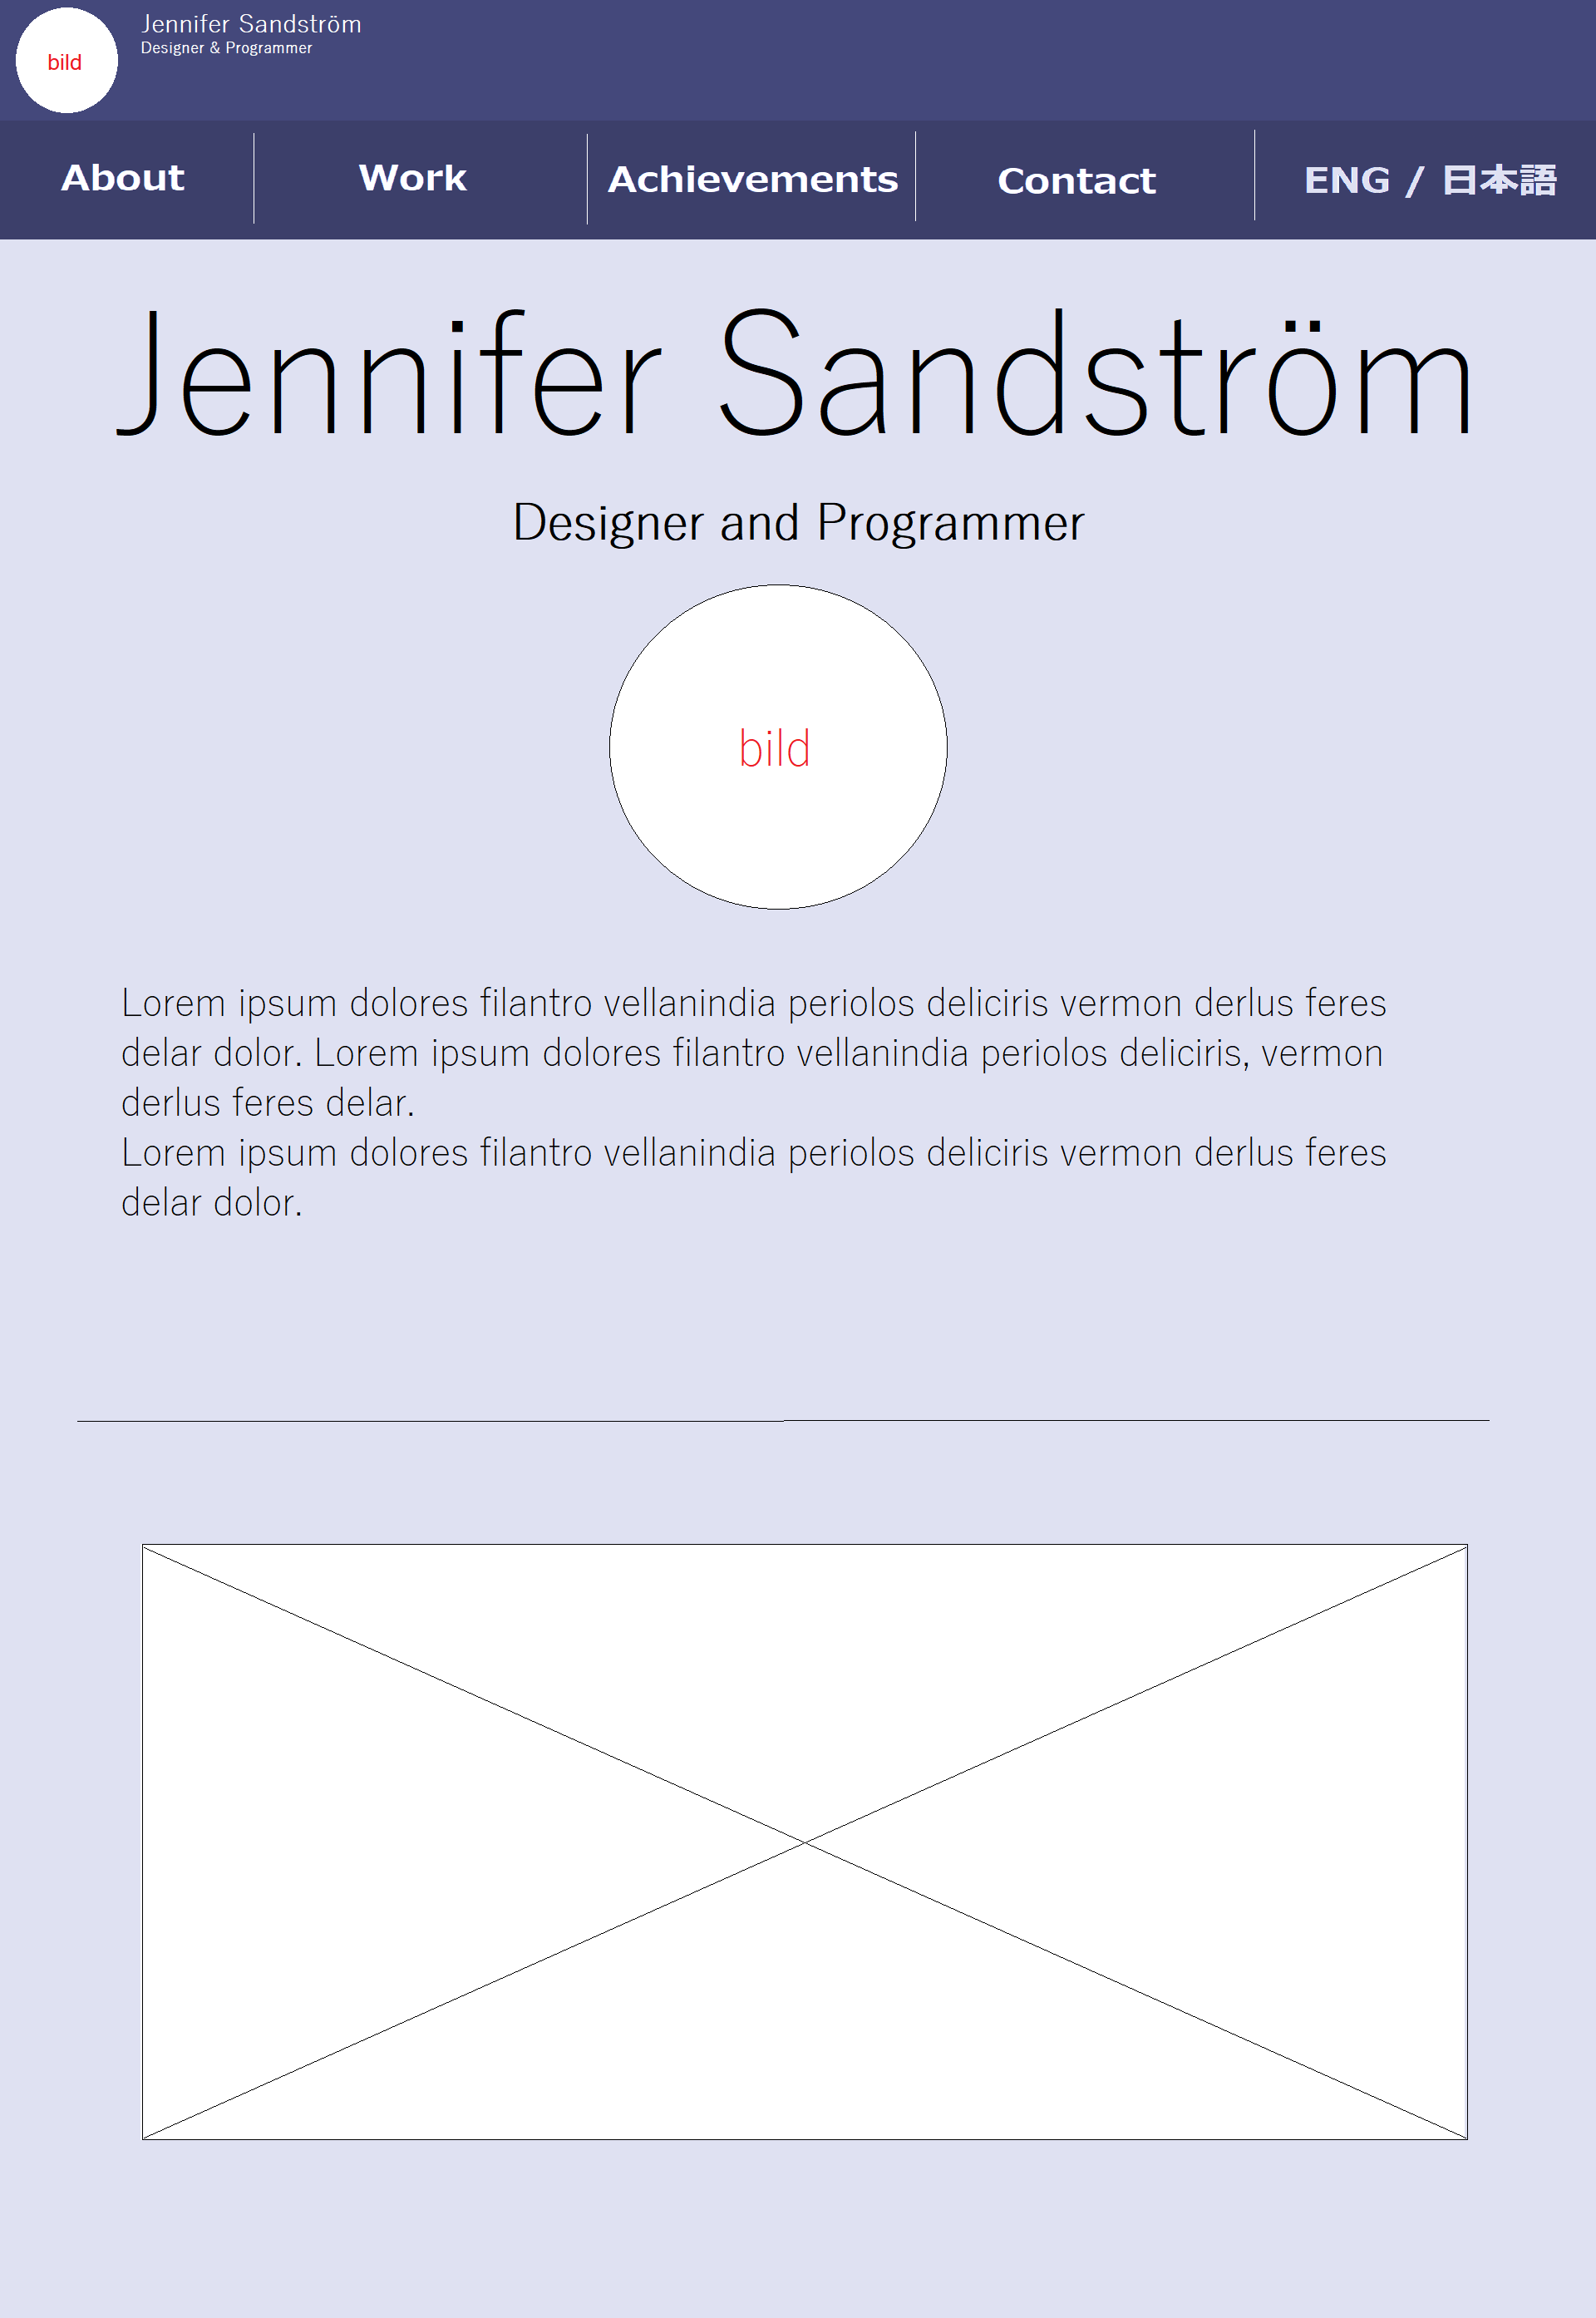 Jennifer Sandström
Designer & Programmer
bild
About
Work
Achievements
Contact
ENG / 日本語
Jennifer Sandström
Designer and Programmer
bild
Lorem ipsum dolores filantro vellanindia periolos deliciris vermon derlus feres
delar dolor. Lorem ipsum dolores filantro vellanindia periolos deliciris, vermon
derlus feres delar.
Lorem ipsum dolores filantro vellanindia periolos deliciris vermon derlus feres
delar dolor.